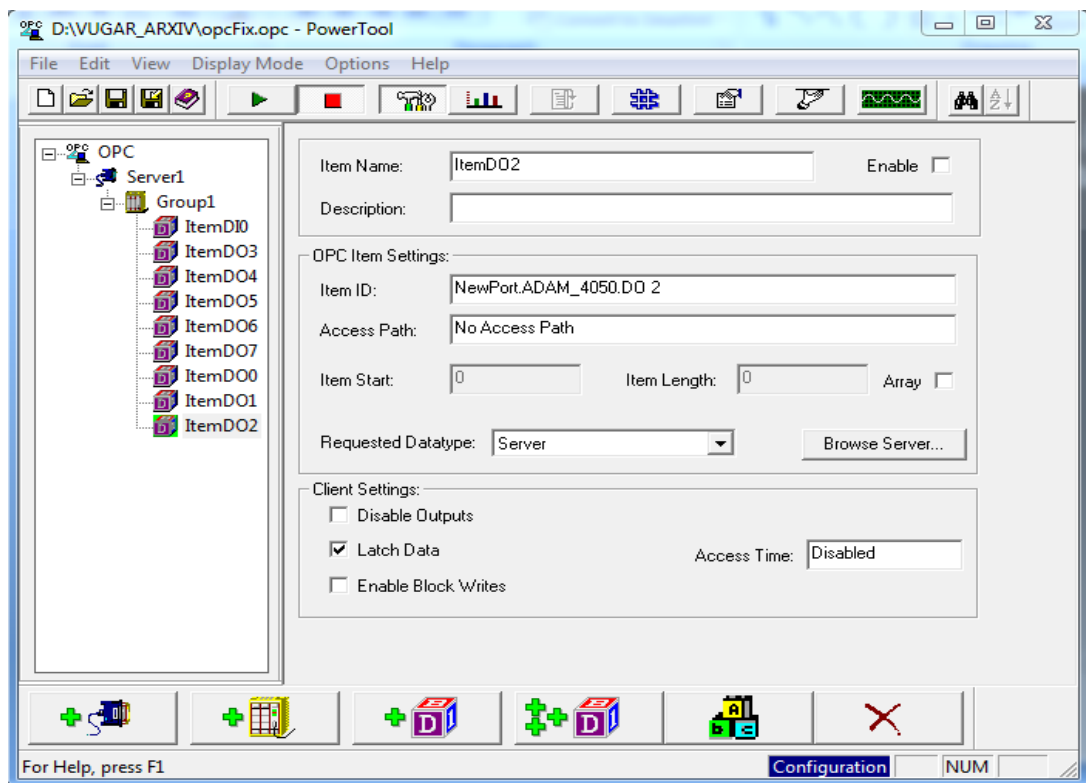 D:\VUGAR_ARXIV\opcFix.opc - PowerTool
File Edit View Display Mode Options Help
OPC
Server1
Group1
ItemDI0
ItemDO3
ItemDO4
ItemDO5
ItemDO6
ItemDO7
ItemDO0
ItemDO1
ItemDO2
Item Name: ItemDO2 Enable
Description:
OPC Item Settings:
Item ID: NewPort.ADAM_4050.DO 2
Access Path: No Access Path
Item Start: 0 Item Length: 0 Array
Requested Datatype: Server Browse Server...
Client Settings:
Disable Outputs
Latch Data Access Time: Disabled
Enable Block Writes
For Help, press F1 Configuration NUM